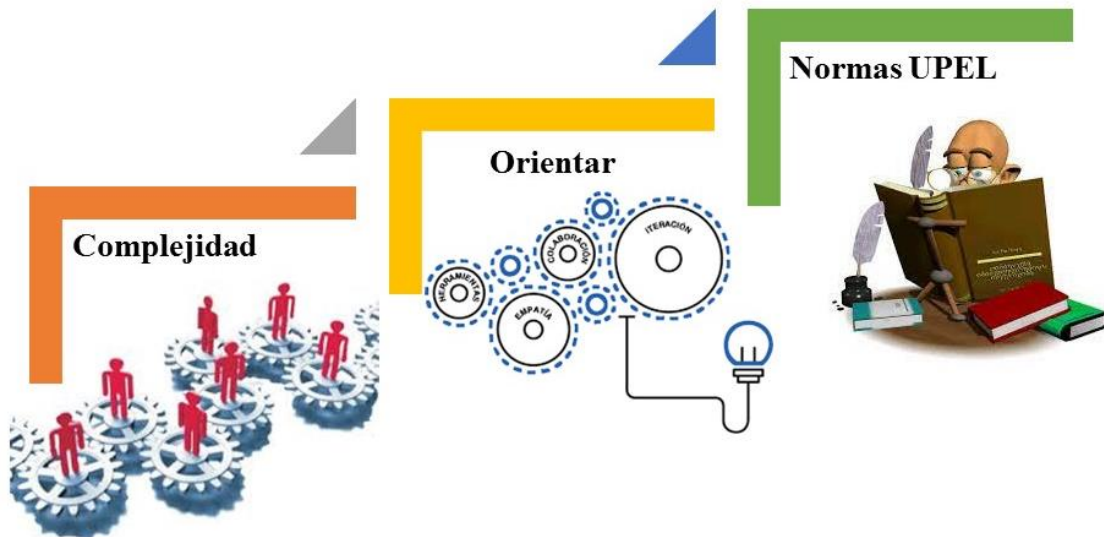 Complejidad
Orientar
HERRAMIENTAS
EMPATÍA
COLABORACIÓN
ITERACIÓN
Normas UPEL